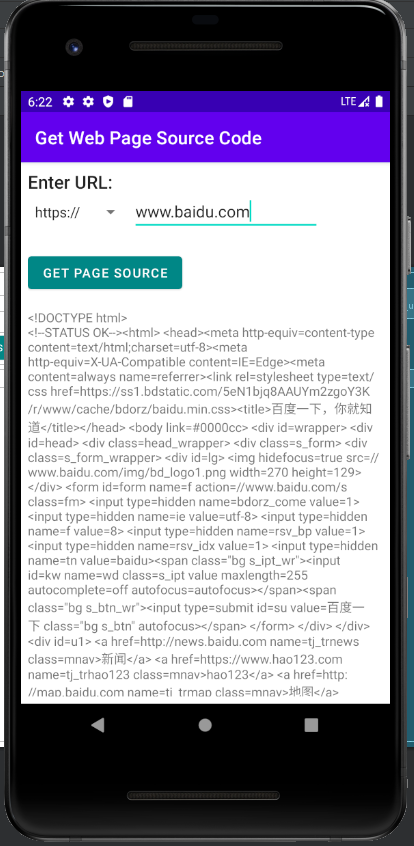 6:22
LTE
Get Web Page Source Code
Enter URL:
https:// www.baidu.com
GET PAGE SOURCE
<!DOCTYPE html>
<!--STATUS OK--><html> <head><meta http-equiv=content-type
content=text/html;charset=utf-8><meta
http-equiv=X-UA-Compatible content=IE=Edge><meta
content=always name=referrer><link rel=stylesheet type=text/
css href=https://ss1.bdstatic.com/5eN1bjq8AAUYm2zgoY3K
/r/www/cache/bdorz/baidu.min.css><title>百度一下，你就知
道</title></head> <body link=#0000cc> <div id=wrapper> <div
id=head> <div class=head_wrapper> <div class=s_form> <div
class=s_form_wrapper> <div id=lg> <img hidefocus=true src=//
www.baidu.com/img/bd_logo1.png width=270 height=129>
</div> <form id=form name=f action=//www.baidu.com/s
class=fm> <input type=hidden name=bdorz_come value=1>
<input type=hidden name=ie value=utf-8> <input type=hidden
name=f value=8> <input type=hidden name=rsv_bp value=1>
<input type=hidden name=rsv_idx value=1> <input type=hidden
name=tn value=baidu><span class="bg s_ipt_wr"><input
id=kw name=wd class=s_ipt value maxlength=255
autocomplete=off autofocus=autofocus></span><span
class="bg s_btn_wr"><input type=submit id=su value=百度一
下 class="bg s_btn" autofocus></span> </form> </div> </div>
<div id=u1> <a href=http://news.baidu.com name=tj_trnews
class=mnav>新闻</a> <a href=https://www.hao123.com
name=tj_trhao123 class=mnav>hao123</a> <a href=http:
//map.baidu.com name=tj_trmap class=mnav>地图</a>